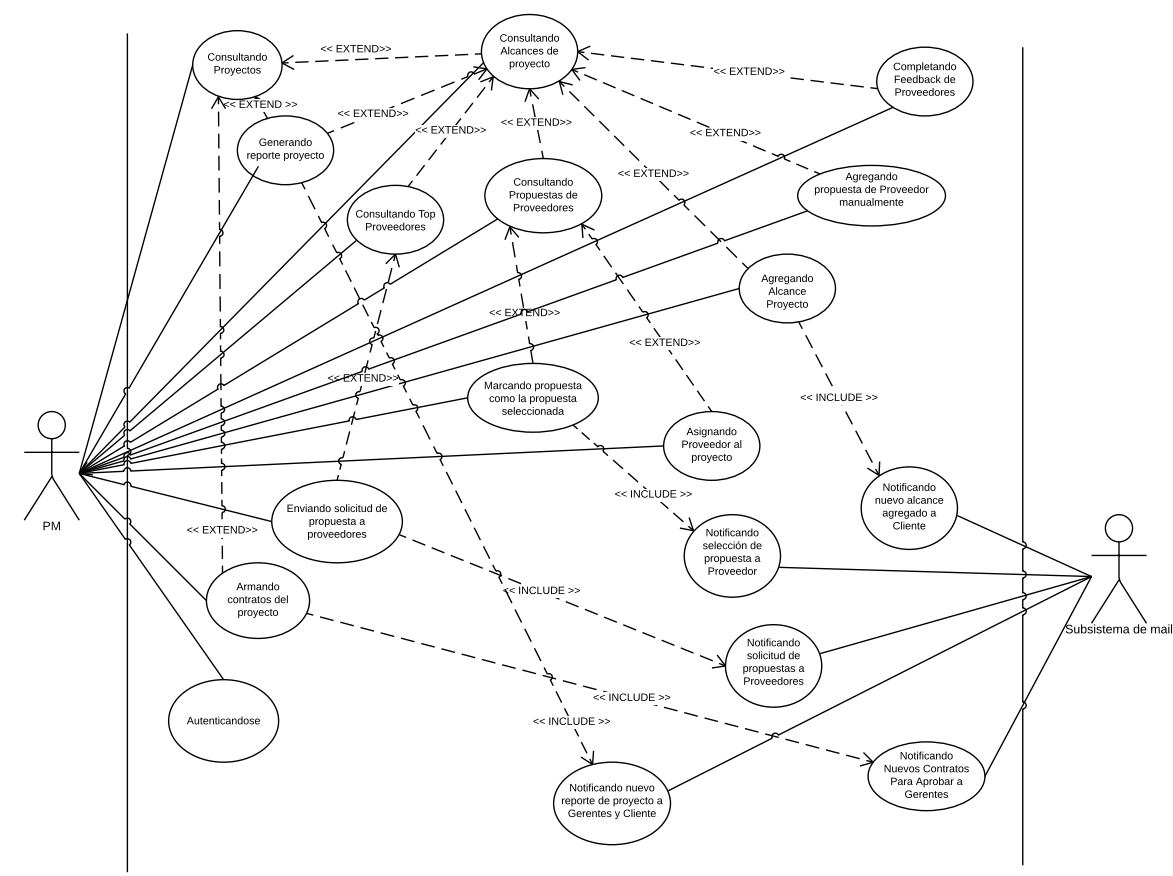 Consultando
Proyectos
<< EXTEND>>
Consultando
Alcances de
proyecto
<< EXTEND>>
Completando
Feedback de
Proveedores
<< EXTEND >>
<< EXTEND>>
<< EXTEND>>
<< EXTEND>>
<< EXTEND>>
Generando
reporte proyecto
<< EXTEND>>
Consultando
Propuestas de
Proveedores
Agregando
propuesta de Proveedor
manualmente
Consultando Top
Proveedores
Agregando
Alcance
Proyecto
<< EXTEND>>
<< EXTEND>>
<< EXTEND>>
Marcando propuesta
como la propuesta
seleccionada
<< INCLUDE >>
Asignando
Proveedor al
proyecto
PM
Enviando solicitud de
propuesta a
proveedores
<< INCLUDE >>
Notificando
nuevo alcance
agregado a
Cliente
<< EXTEND>>
Notificando
selección de
propuesta a
Proveedor
Armando
contratos del
proyecto
<< INCLUDE >>
Subsistema de mail
Notificando
solicitud de
propuestas a
Proveedores
<< INCLUDE >>
Autenticandose
<< INCLUDE >>
Notificando
Nuevos Contratos
Para Aprobar a
Gerentes
Notificando nuevo
reporte de proyecto a
Gerentes y Cliente